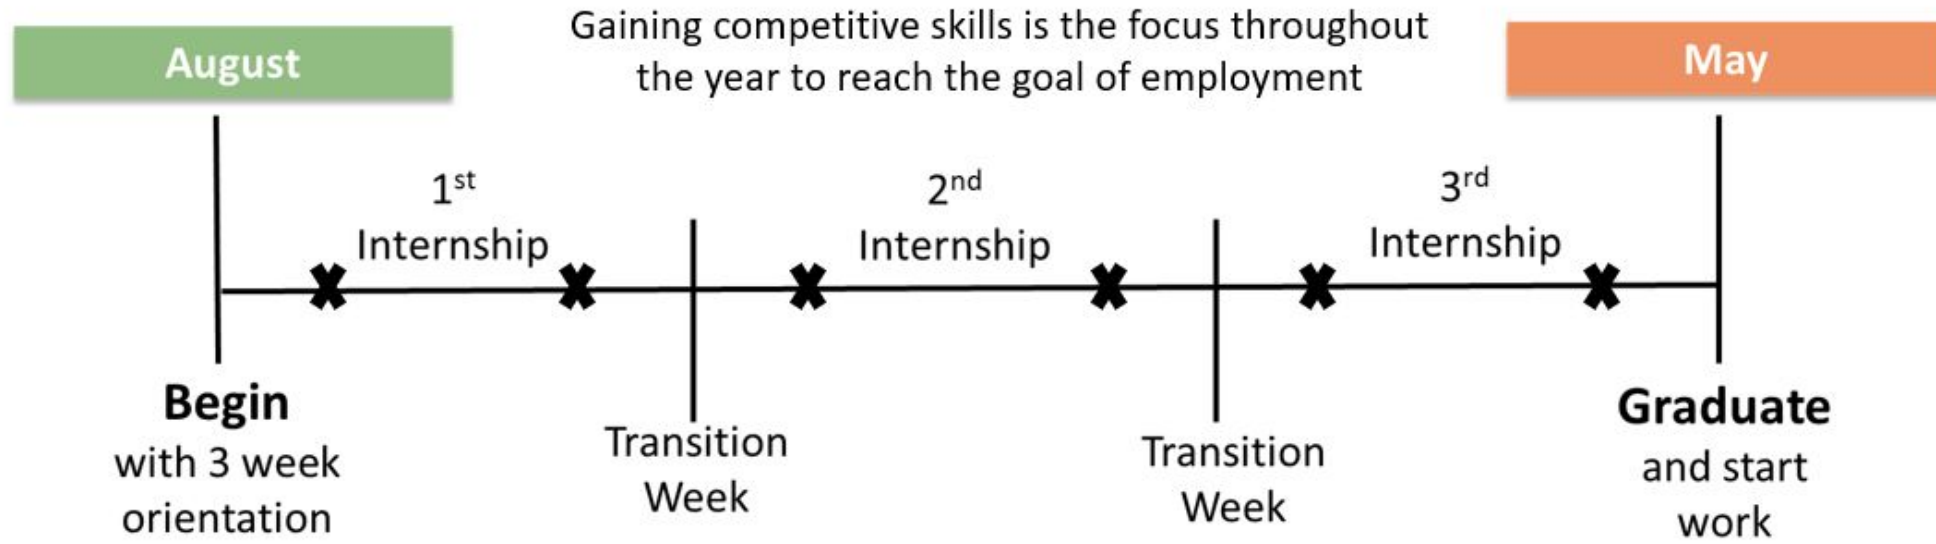 August
Gaining competitive skills is the focus throughout
the year to reach the goal of employment
May
1st
Internship
2nd
Internship
3rd
Internship
Begin
with 3 week
orientation
Transition
Week
Transition
Week
Graduate
and start
work